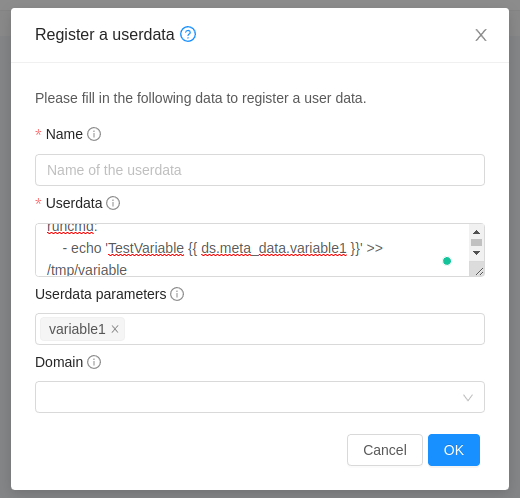 Register a userdata
Please fill in the following data to register a user data.
* Name
Name of the userdata
* Userdata
runcmd:
- echo 'TestVariable {{ ds.meta_data.variable1 }}' >>
/tmp/variable
Userdata parameters
variable1
Domain
Cancel OK